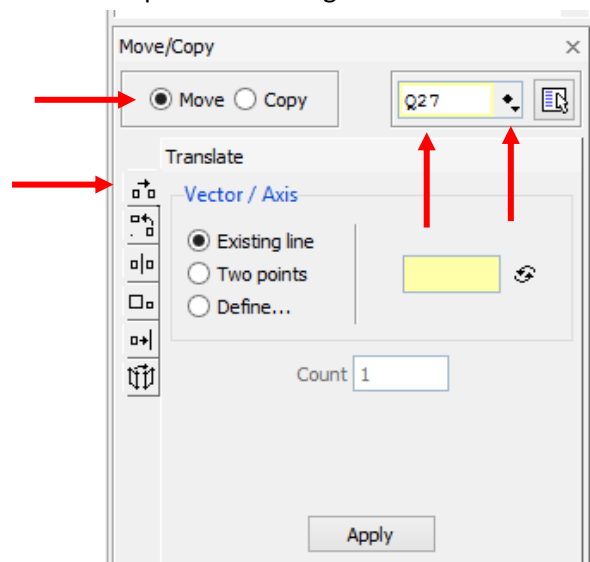 Move/Copy
Move Copy Q27
Translate
Vector / Axis
Existing line
Two points
Define...
Count 1
Apply